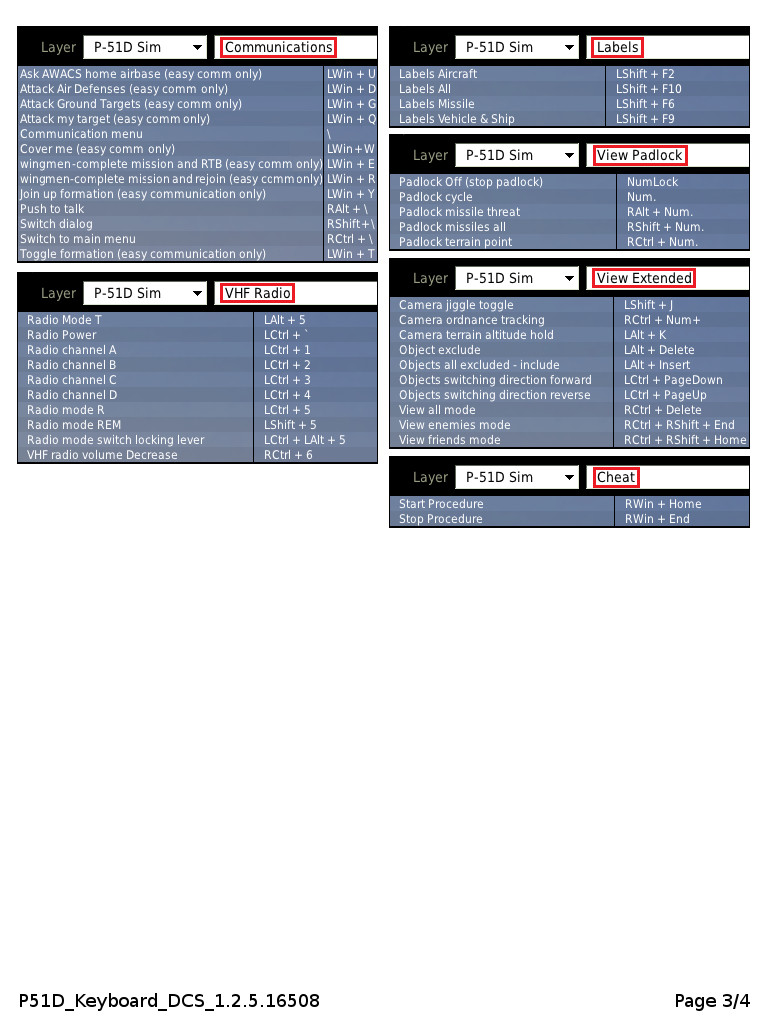 Layer P-51D Sim Communications
Ask AWACS home airbase (easy comm only) LWin + U
Attack Air Defenses (easy comm only) LWin + D
Attack Ground Targets (easy comm only) LWin + G
Attack my target (easy comm only) LWin + Q
Communication menu \
Cover me (easy comm only) LWin+W
wingmen-complete mission and RTB (easy comm only) LWin + E
wingmen-complete mission and rejoin (easy comm only) LWin + R
Join up formation (easy communication only) LWin + Y
Push to talk RAlt + \
Switch dialog RShift+\
Switch to main menu RCtrl + \
Toggle formation (easy communication only) LWin + T
Layer P-51D Sim VHF Radio
Radio Mode T LAlt + 5
Radio Power LCtrl + `
Radio channel A LCtrl + 1
Radio channel B LCtrl + 2
Radio channel C LCtrl + 3
Radio channel D LCtrl + 4
Radio mode R LCtrl + 5
Radio mode REM LShift + 5
Radio mode switch locking lever LCtrl + LAlt + 5
VHF radio volume Decrease RCtrl + 6
Layer P-51D Sim Labels
Labels Aircraft LShift + F2
Labels All LShift + F10
Labels Missile LShift + F6
Labels Vehicle & Ship LShift + F9
Layer P-51D Sim View Padlock
Padlock Off (stop padlock) NumLock
Padlock cycle Num.
Padlock missile threat RAlt + Num.
Padlock missiles all RShift + Num.
Padlock terrain point RCtrl + Num.
Layer P-51D Sim View Extended
Camera jiggle toggle LShift + J
Camera ordnance tracking RCtrl + Num+
Camera terrain altitude hold LAlt + K
Object exclude LAlt + Delete
Objects all excluded - include LAlt + Insert
Objects switching direction forward LCtrl + PageDown
Objects switching direction reverse LCtrl + PageUp
View all mode RCtrl + Delete
View enemies mode RCtrl + RShift + End
View friends mode RCtrl + RShift + Home
Layer P-51D Sim Cheat
Start Procedure RWin + Home
Stop Procedure RWin + End
P51D_Keyboard_DCS_1.2.5.16508 Page 3/4